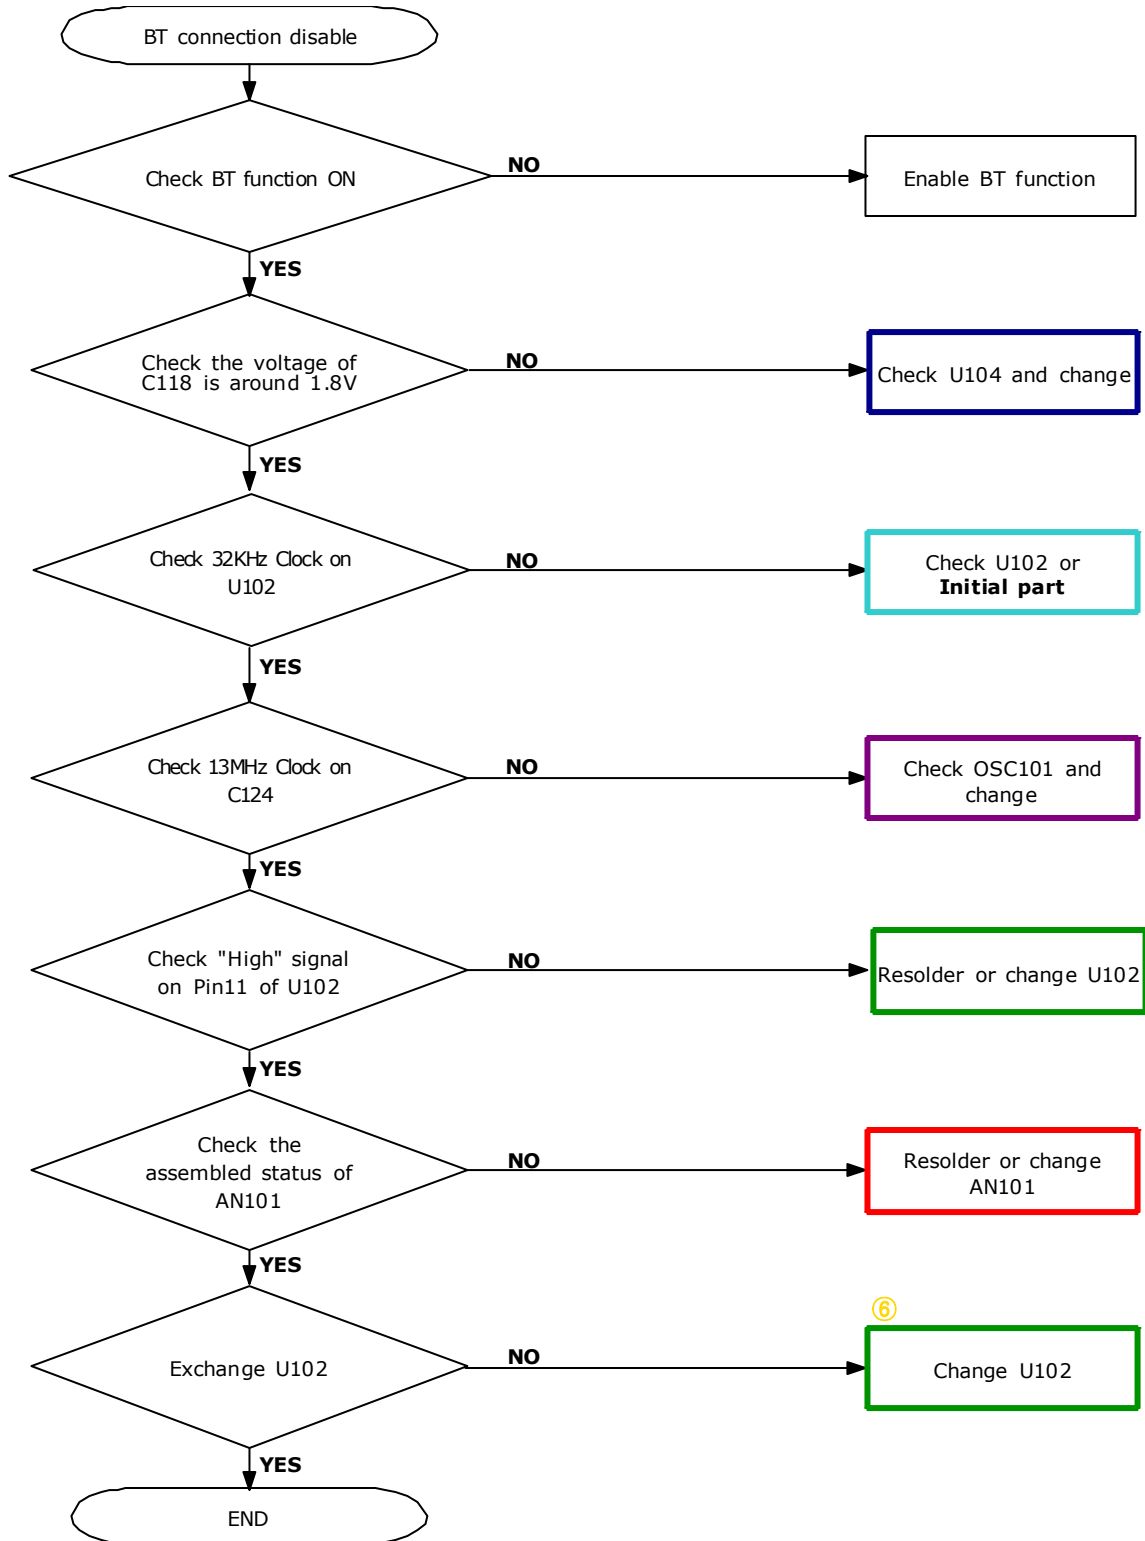 BT connection disable
Check BT function ON
NO
Enable BT function
YES
Check the voltage of
C118 is around 1.8V
NO
Check U104 and change
YES
Check 32KHz Clock on
U102
NO
Check U102 or
Initial part
YES
Check 13MHz Clock on
C124
NO
Check OSC101 and
change
YES
Check "High" signal
on Pin11 of U102
NO
Resolder or change U102
YES
Check the
assembled status of
AN101
NO
Resolder or change
AN101
YES
⑥
Exchange U102
NO
Change U102
YES
END